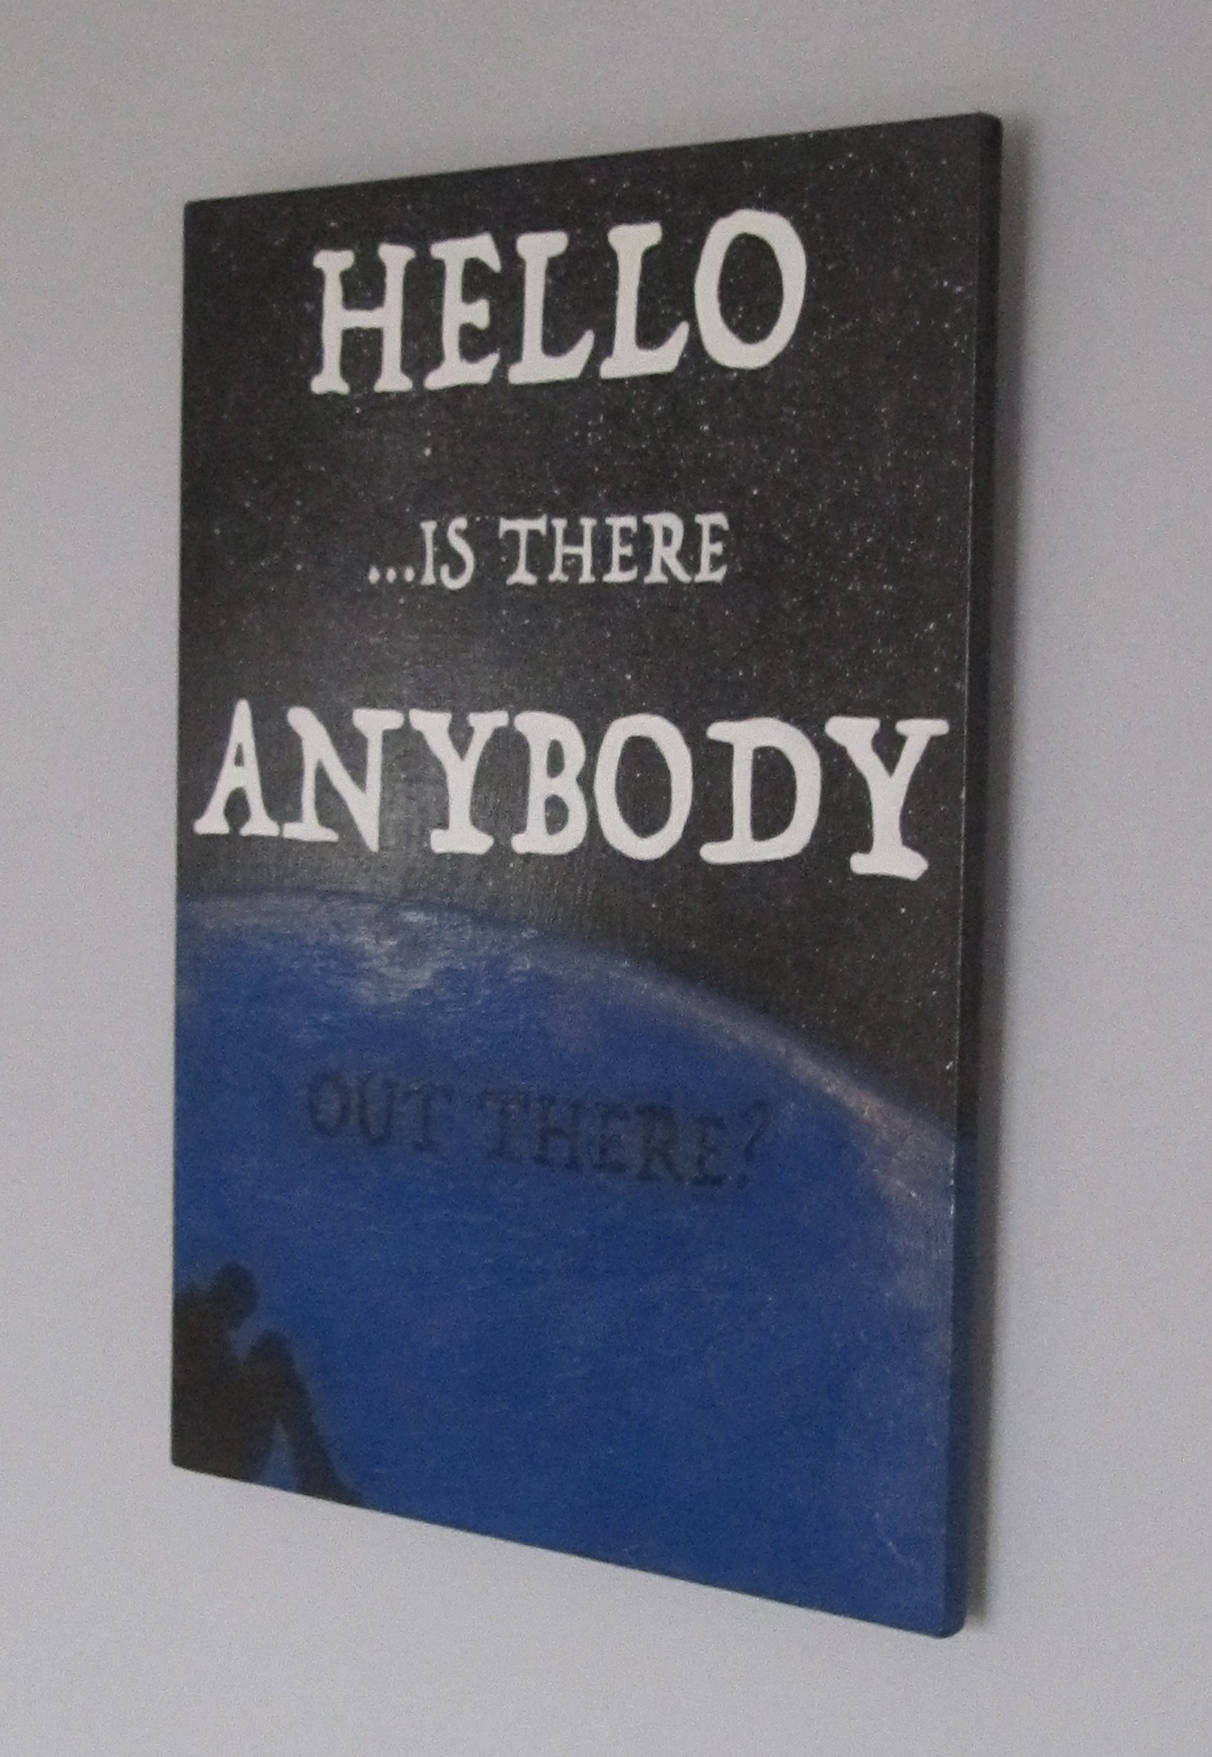 HELLO
...IS THERE
ANYBODY
OUT THERE?